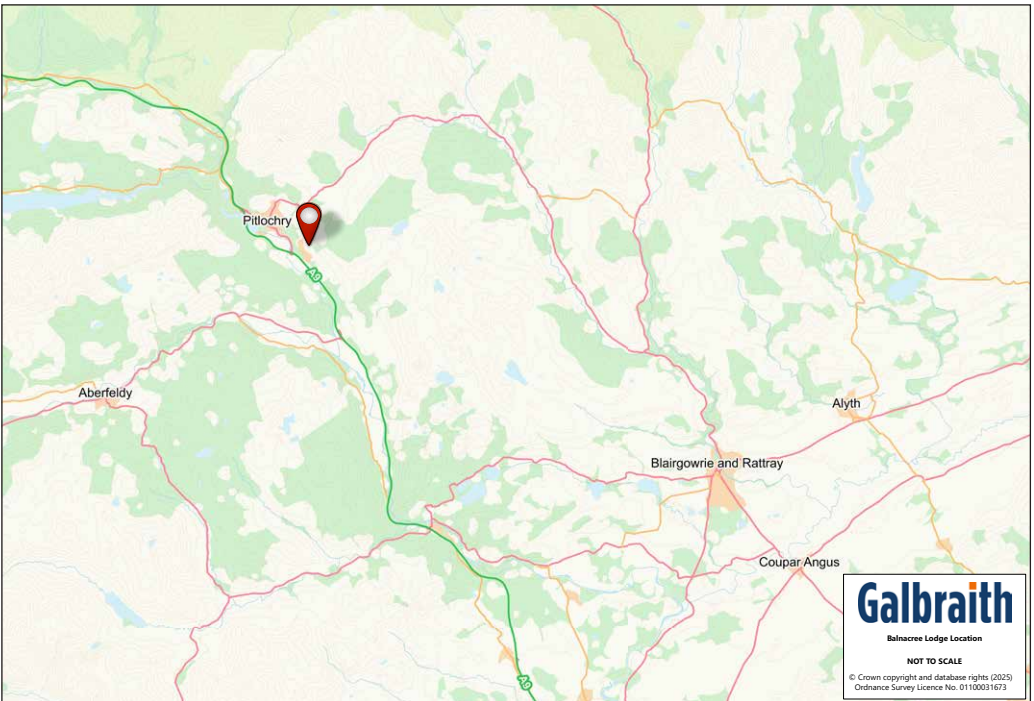 Pitlochry
A9
Aberfeldy
Alyth
Blairgowrie and Rattray
Coupar Angus
A9
Galbraith
Balnacree Lodge Location
NOT TO SCALE
© Crown copyright and database rights (2025)
Ordnance Survey Licence No. 01100031673